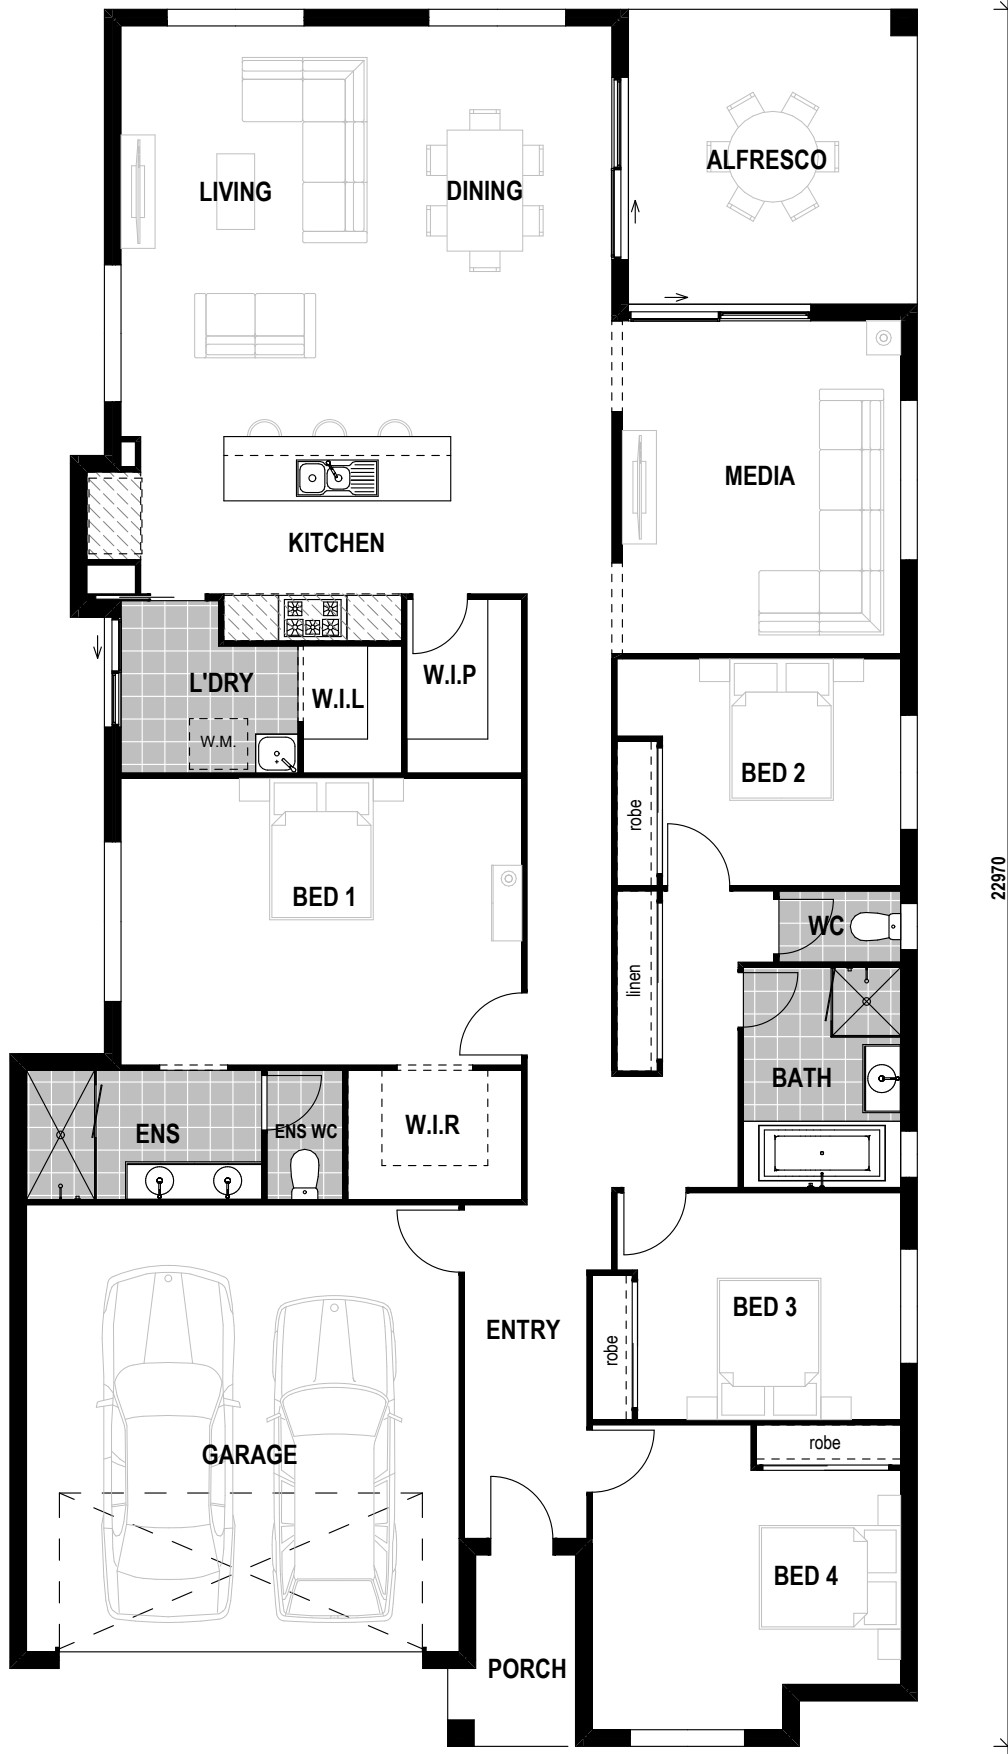 ALFRESCO
LIVING
DINING
MEDIA
KITCHEN
W.I.P
L'DRY
W.I.L
W.M.
BED 2
robe
22970
BED 1
WC
linen
BATH
ENS
ENS WC
W.I.R
BED 3
ENTRY
robe
GARAGE
robe
BED 4
PORCH